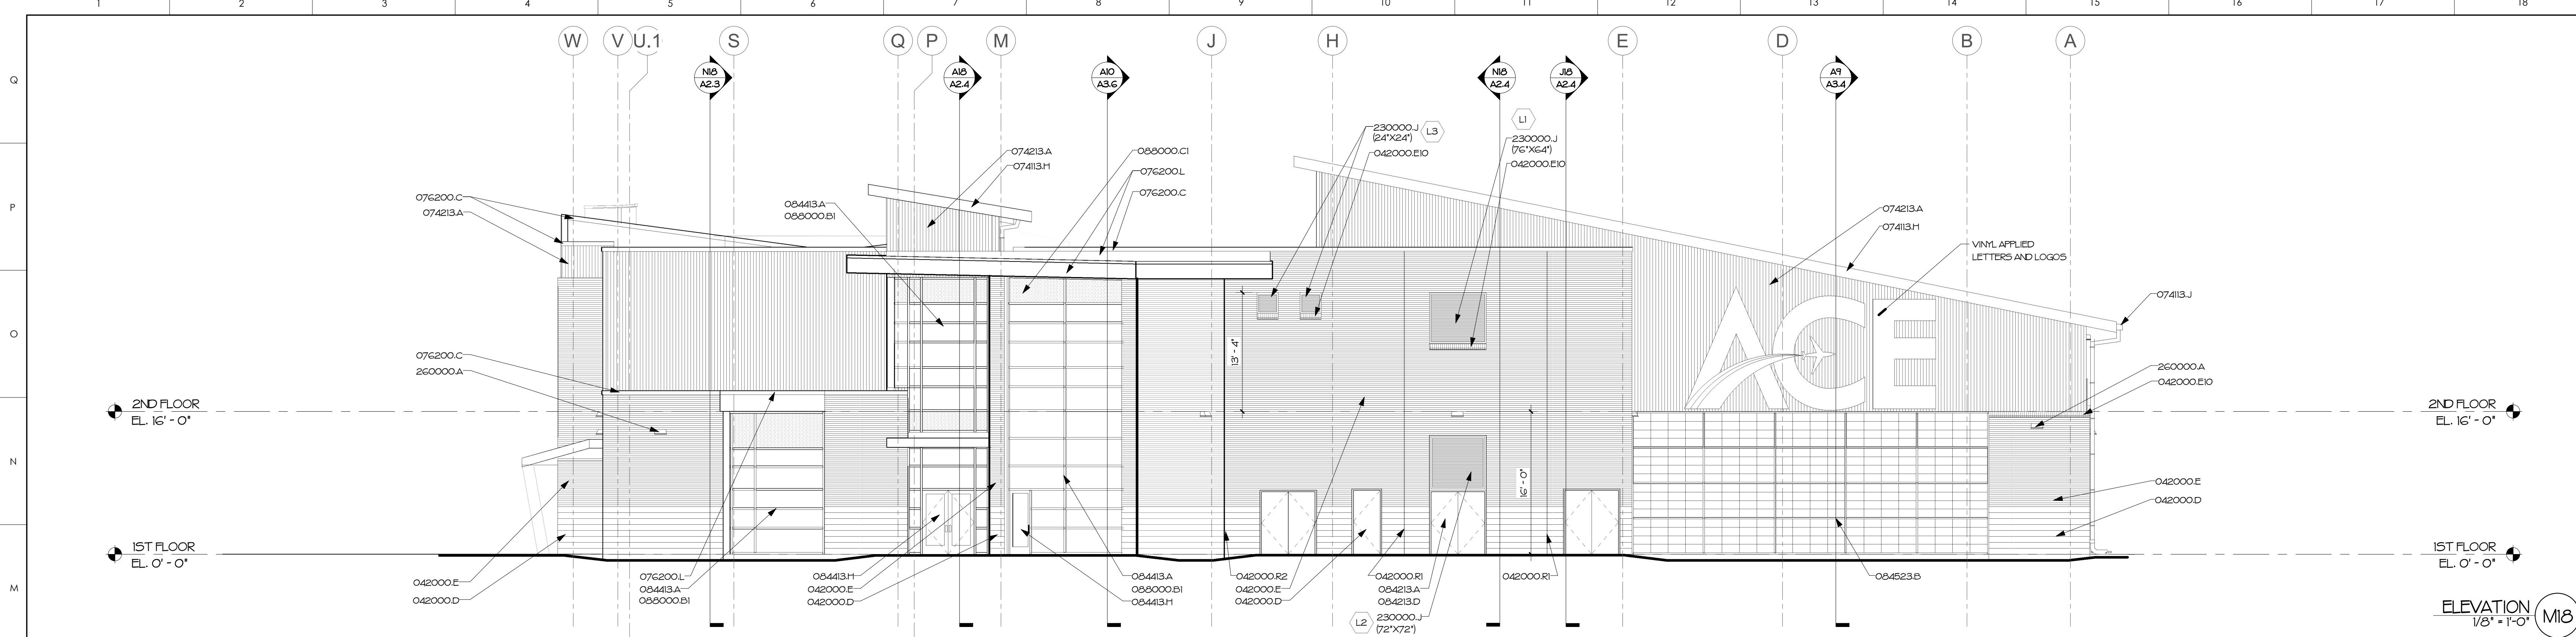 1 2 3 4 5 6 7 8 9 10 11 12 13 14 15 16 17 18
W V U.1 S Q P M J H E D B A
Q
P
O
N
M
N18
A2.3
A18
A2.4
A10
A3.6
N18
A2.4
J18
A2.4
A9
A3.4
076200.C
074213.A
074213.A
074113.H
084413.A
088000.B1
088000.C1
076200.L
076200.C
230000.J
(24"X24")
L3
042000.E10
L1
230000.J
(76"X64")
042000.E10
074213.A
074113.H
VINYL APPLIED
LETTERS AND LOGOS
074113.J
ACE
13' - 4"
16' - 0"
076200.C
260000.A
260000.A
042000.E10
2ND FLOOR
EL. 16' - 0"
2ND FLOOR
EL. 16' - 0"
042000.E
042000.D
1ST FLOOR
EL. 0' - 0"
1ST FLOOR
EL. 0' - 0"
042000.E
042000.D
076200.L
084413.A
088000.B1
084413.H
042000.E
042000.D
084413.A
088000.B1
084413.H
042000.R2
042000.E
042000.D
042000.R1
084213.A
084213.D
L2
230000.J
(72"X72")
042000.R1
084523.B
ELEVATION
1/8" = 1'-0"
M18